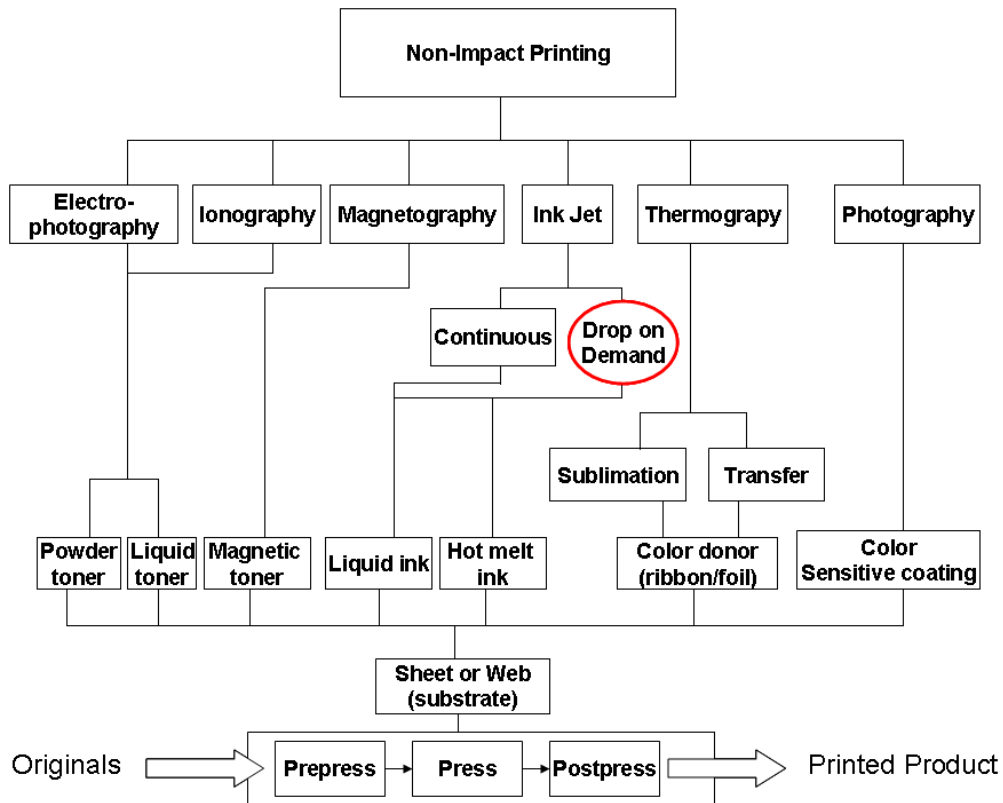 Non-Impact Printing
Electro-
photography
Ionography
Magnetography
Ink Jet
Thermograpy
Photography
Continuous
Drop on
Demand
Sublimation
Transfer
Powder
toner
Liquid
toner
Magnetic
toner
Liquid ink
Hot melt
ink
Color donor
(ribbon/foil)
Color
Sensitive coating
Sheet or Web
(substrate)
Originals
Prepress
Press
Postpress
Printed Product